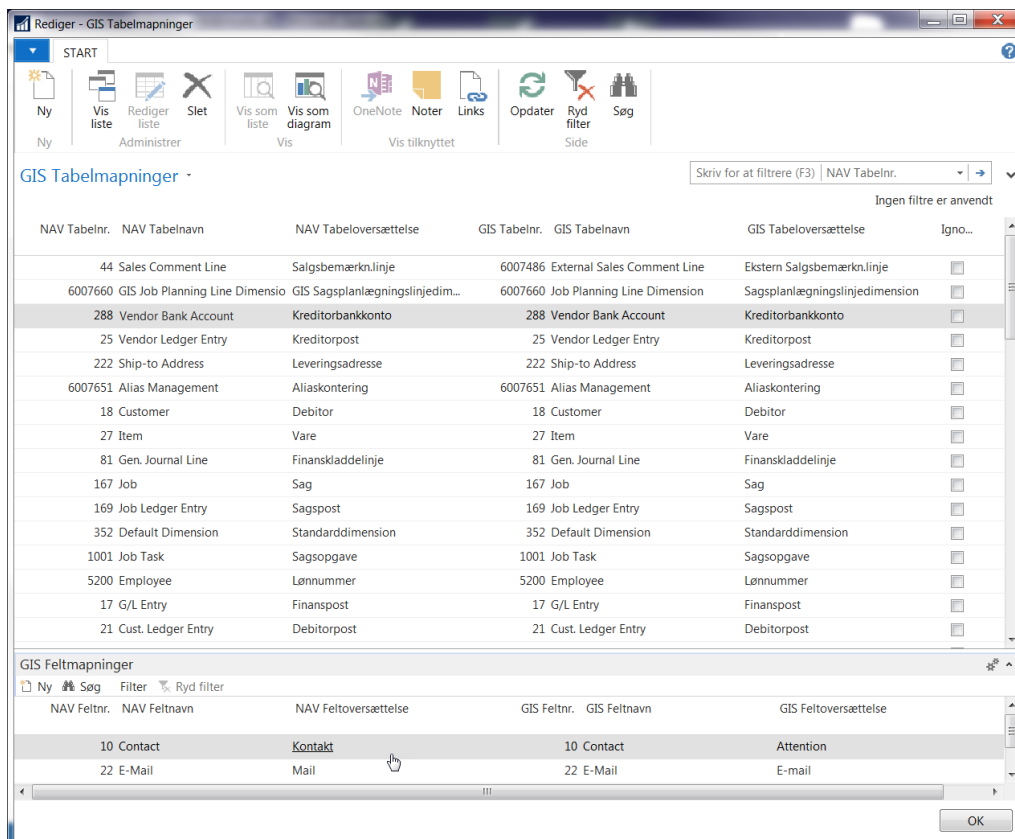 Rediger - GIS Tabelmapninger
START
Ny Vis liste Rediger liste Slet Vis som liste Vis som diagram OneNote Noter Links Opdater Ryd filter Søg
Ny Administrer Vis Vis tilknyttet Side
GIS Tabelmapninger
Skriv for at filtrere (F3) NAV Tabelnr.
Ingen filtre er anvendt
NAV Tabelnr. NAV Tabelnavn NAV Tabeloversættelse GIS Tabelnr. GIS Tabelnavn GIS Tabeloversættelse Igno...
44 Sales Comment Line Salgsbemærkn.linje 6007486 External Sales Comment Line Ekstern Salgsbemærkn.linje
6007660 GIS Job Planning Line Dimensio GIS Sagsplanlægningslinjedim... 6007660 Job Planning Line Dimension Sagsplanlægningslinjedimension
288 Vendor Bank Account Kreditorbankkonto 288 Vendor Bank Account Kreditorbankkonto
25 Vendor Ledger Entry Kreditorpost 25 Vendor Ledger Entry Kreditorpost
222 Ship-to Address Leveringsadresse 222 Ship-to Address Leveringsadresse
6007651 Alias Management Aliaskontering 6007651 Alias Management Aliaskontering
18 Customer Debitor 18 Customer Debitor
27 Item Vare 27 Item Vare
81 Gen. Journal Line Finanskladdelinje 81 Gen. Journal Line Finanskladdelinje
167 Job Sag 167 Job Sag
169 Job Ledger Entry Sagspost 169 Job Ledger Entry Sagspost
352 Default Dimension Standarddimension 352 Default Dimension Standarddimension
1001 Job Task Sagsopgave 1001 Job Task Sagsopgave
5200 Employee Lønnummer 5200 Employee Lønnummer
17 G/L Entry Finanspost 17 G/L Entry Finanspost
21 Cust. Ledger Entry Debitorpost 21 Cust. Ledger Entry Debitorpost
GIS Feltmapninger
Ny Søg Filter Ryd filter
NAV Feltnr. NAV Feltnavn NAV Feltoversættelse GIS Feltnr. GIS Feltnavn GIS Feltoversættelse
10 Contact Kontakt 10 Contact Attention
22 E-Mail Mail 22 E-Mail E-mail
OK